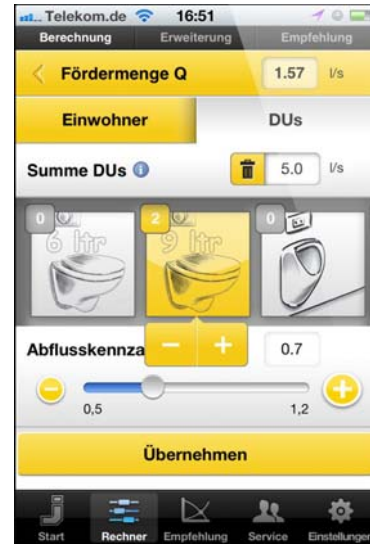 Telekom.de 16:51
Berechnung Erweiterung Empfehlung
Fördermenge Q 1.57 l/s
Einwohner DUs
Summe DUs i 5.0 l/s
0 2 0
6 ltr 9 ltr
Abflusskennza − + 0.7
− +
0,5 1,2
Übernehmen
Start Rechner Empfehlung Service Einstellungen